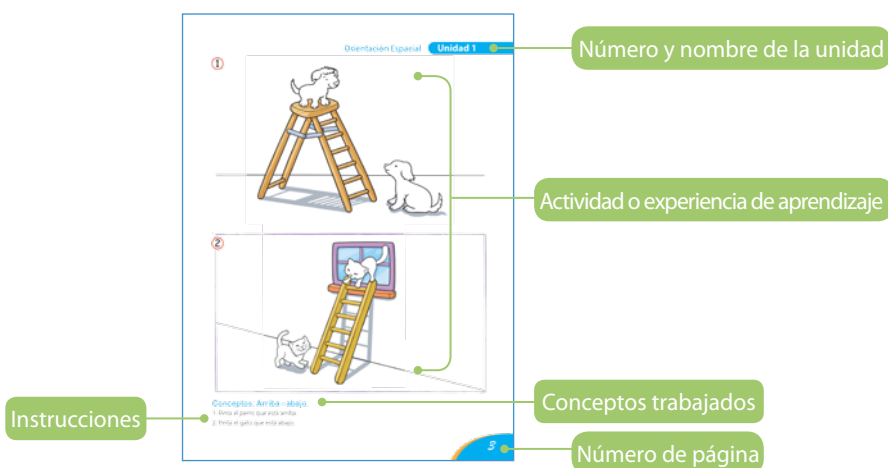 Orientación Espacial Unidad 1
Número y nombre de la unidad
1
Actividad o experiencia de aprendizaje
2
Conceptos: Arriba - abajo
Conceptos trabajados
Instrucciones
1. Pinta el perro que está arriba.
2. Pinta el gato que está abajo.
3
Número de página